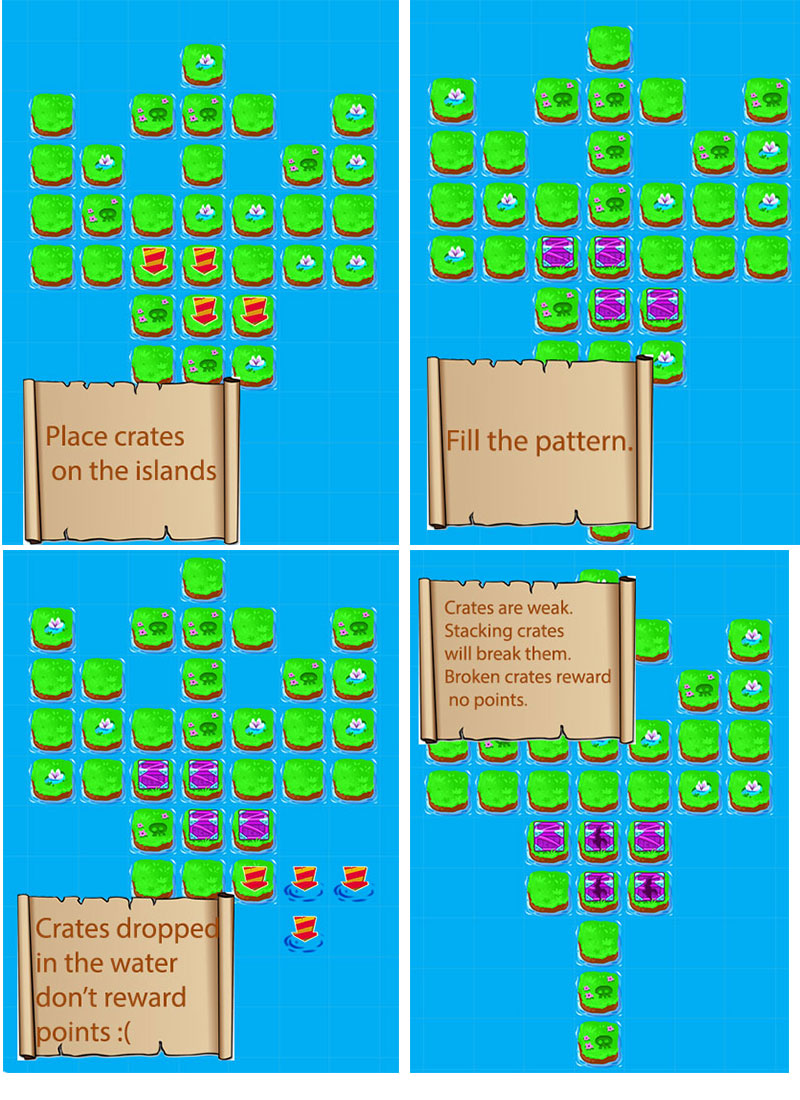 Place crates
on the islands
Fill the pattern.
Crates dropped
in the water
don't reward
points :(
Crates are weak.
Stacking crates
will break them.
Broken crates reward
no points.